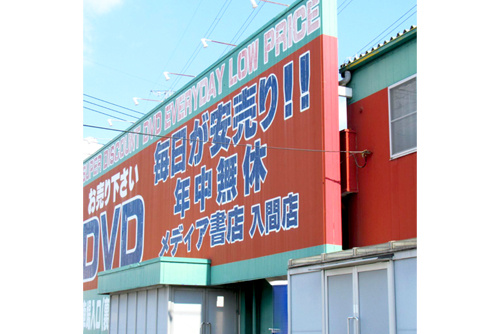 SUPER DISCOUNT DVD EVERYDAY LOW PRICE
お売り下さい
DVD
毎日が安売り!!
年中無休
メディア書店 入間店